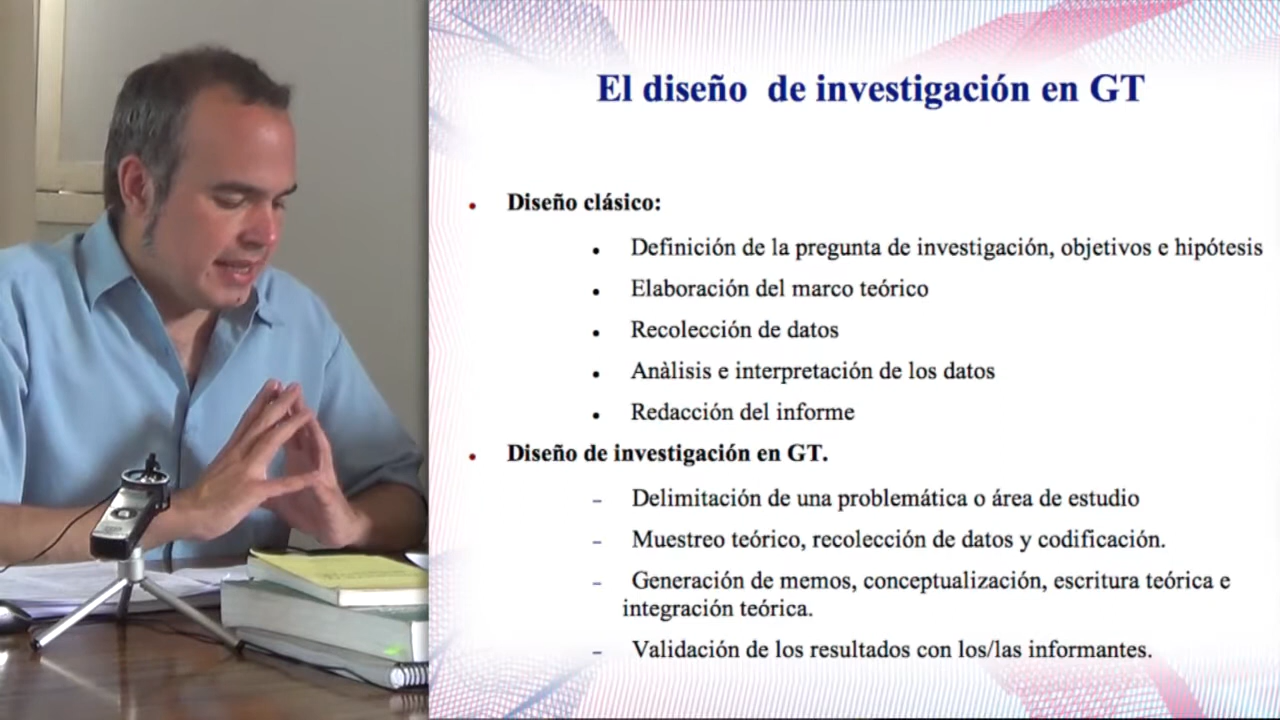 El diseño de investigación en GT
Diseño clásico:
Definición de la pregunta de investigación, objetivos e hipótesis
Elaboración del marco teórico
Recolección de datos
Anàlisis e interpretación de los datos
Redacción del informe
Diseño de investigación en GT.
Delimitación de una problemática o área de estudio
Muestreo teórico, recolección de datos y codificación.
Generación de memos, conceptualización, escritura teórica e
integración teórica.
Validación de los resultados con los/las informantes.